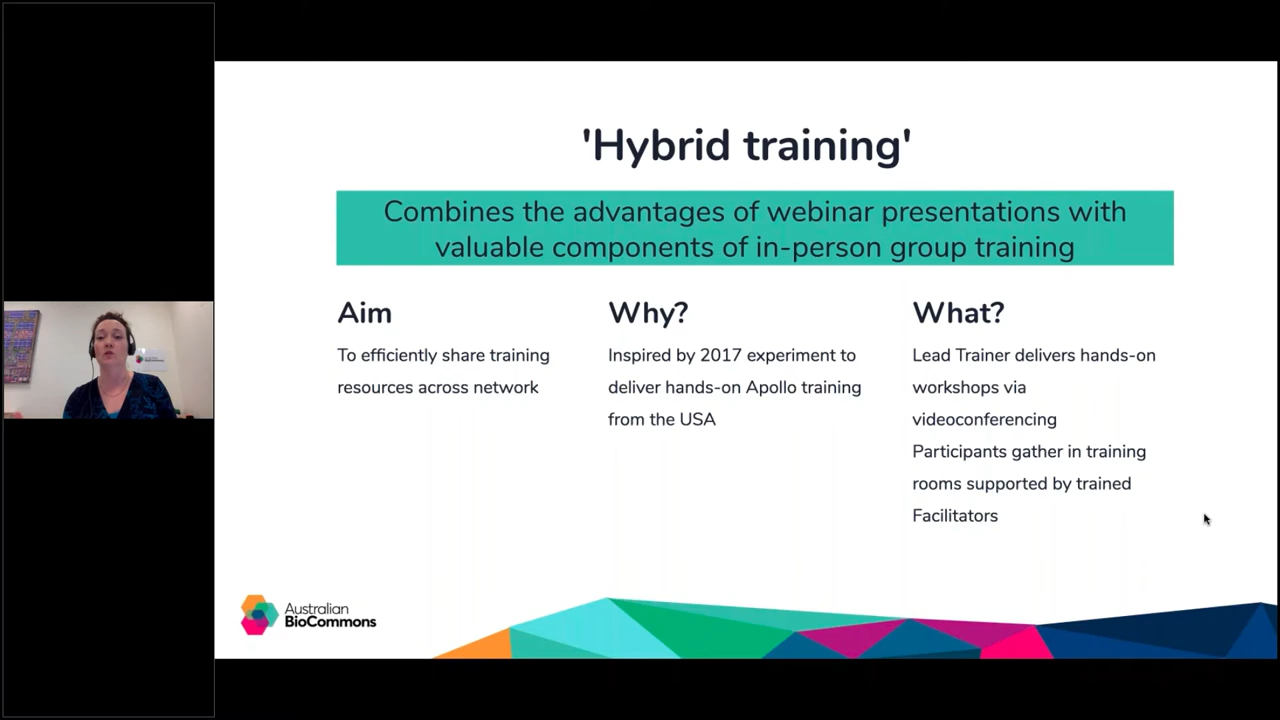 'Hybrid training'
Combines the advantages of webinar presentations with
valuable components of in-person group training
Aim
To efficiently share training
resources across network
Why?
Inspired by 2017 experiment to
deliver hands-on Apollo training
from the USA
What?
Lead Trainer delivers hands-on
workshops via
videoconferencing
Participants gather in training
rooms supported by trained
Facilitators
Australian
BioCommons